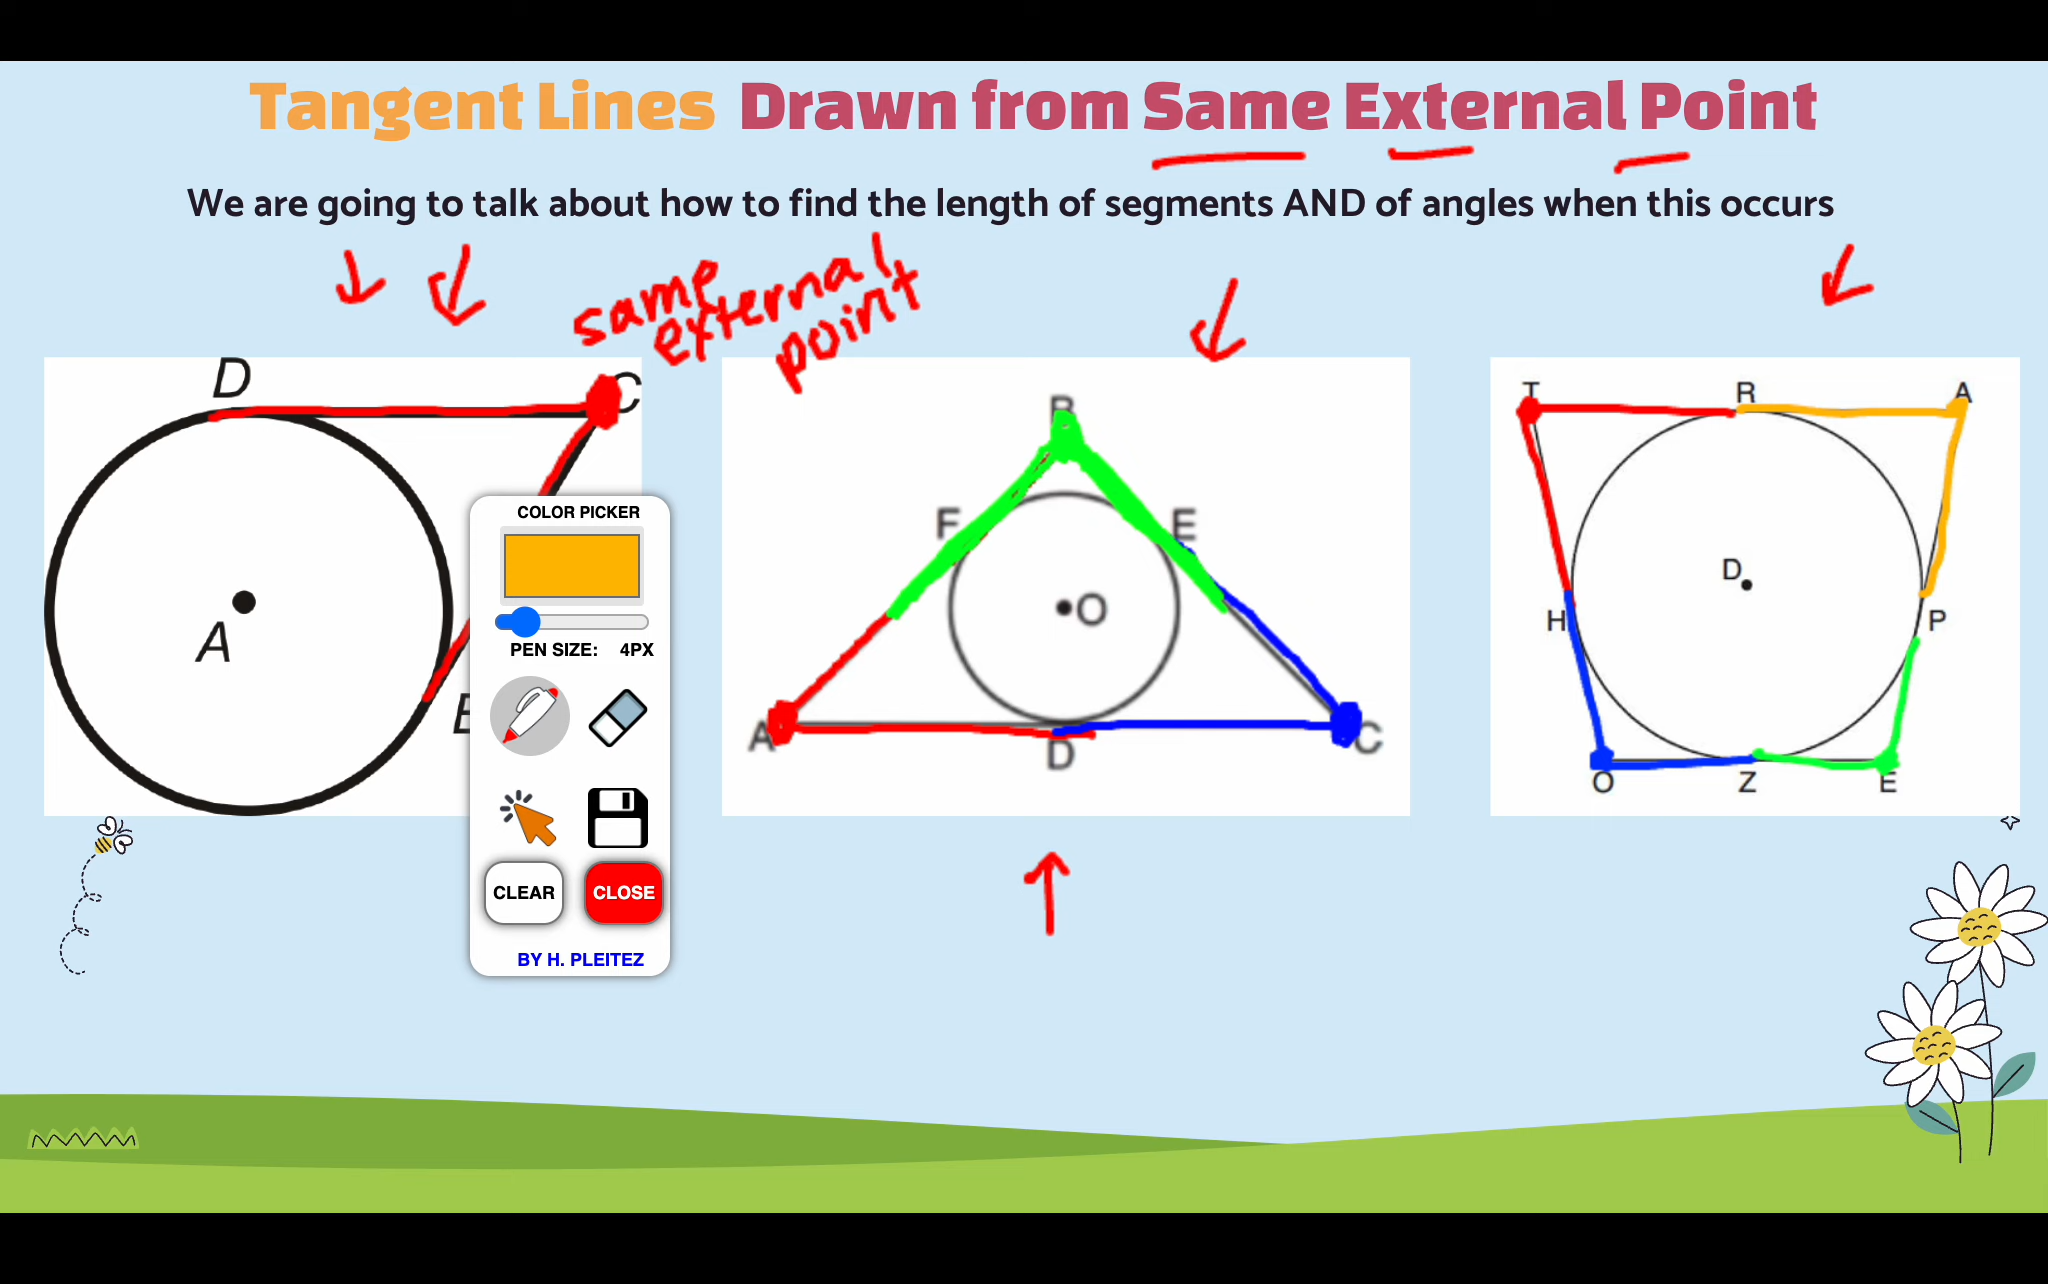 Tangent Lines Drawn from Same External Point
We are going to talk about how to find the length of segments AND of angles when this occurs
same
external
point
D
C
A
B
F
E
O
A
D
C
T
R
A
D
H
P
O
Z
E
COLOR PICKER
PEN SIZE: 4PX
CLEAR
CLOSE
BY H. PLEITEZ